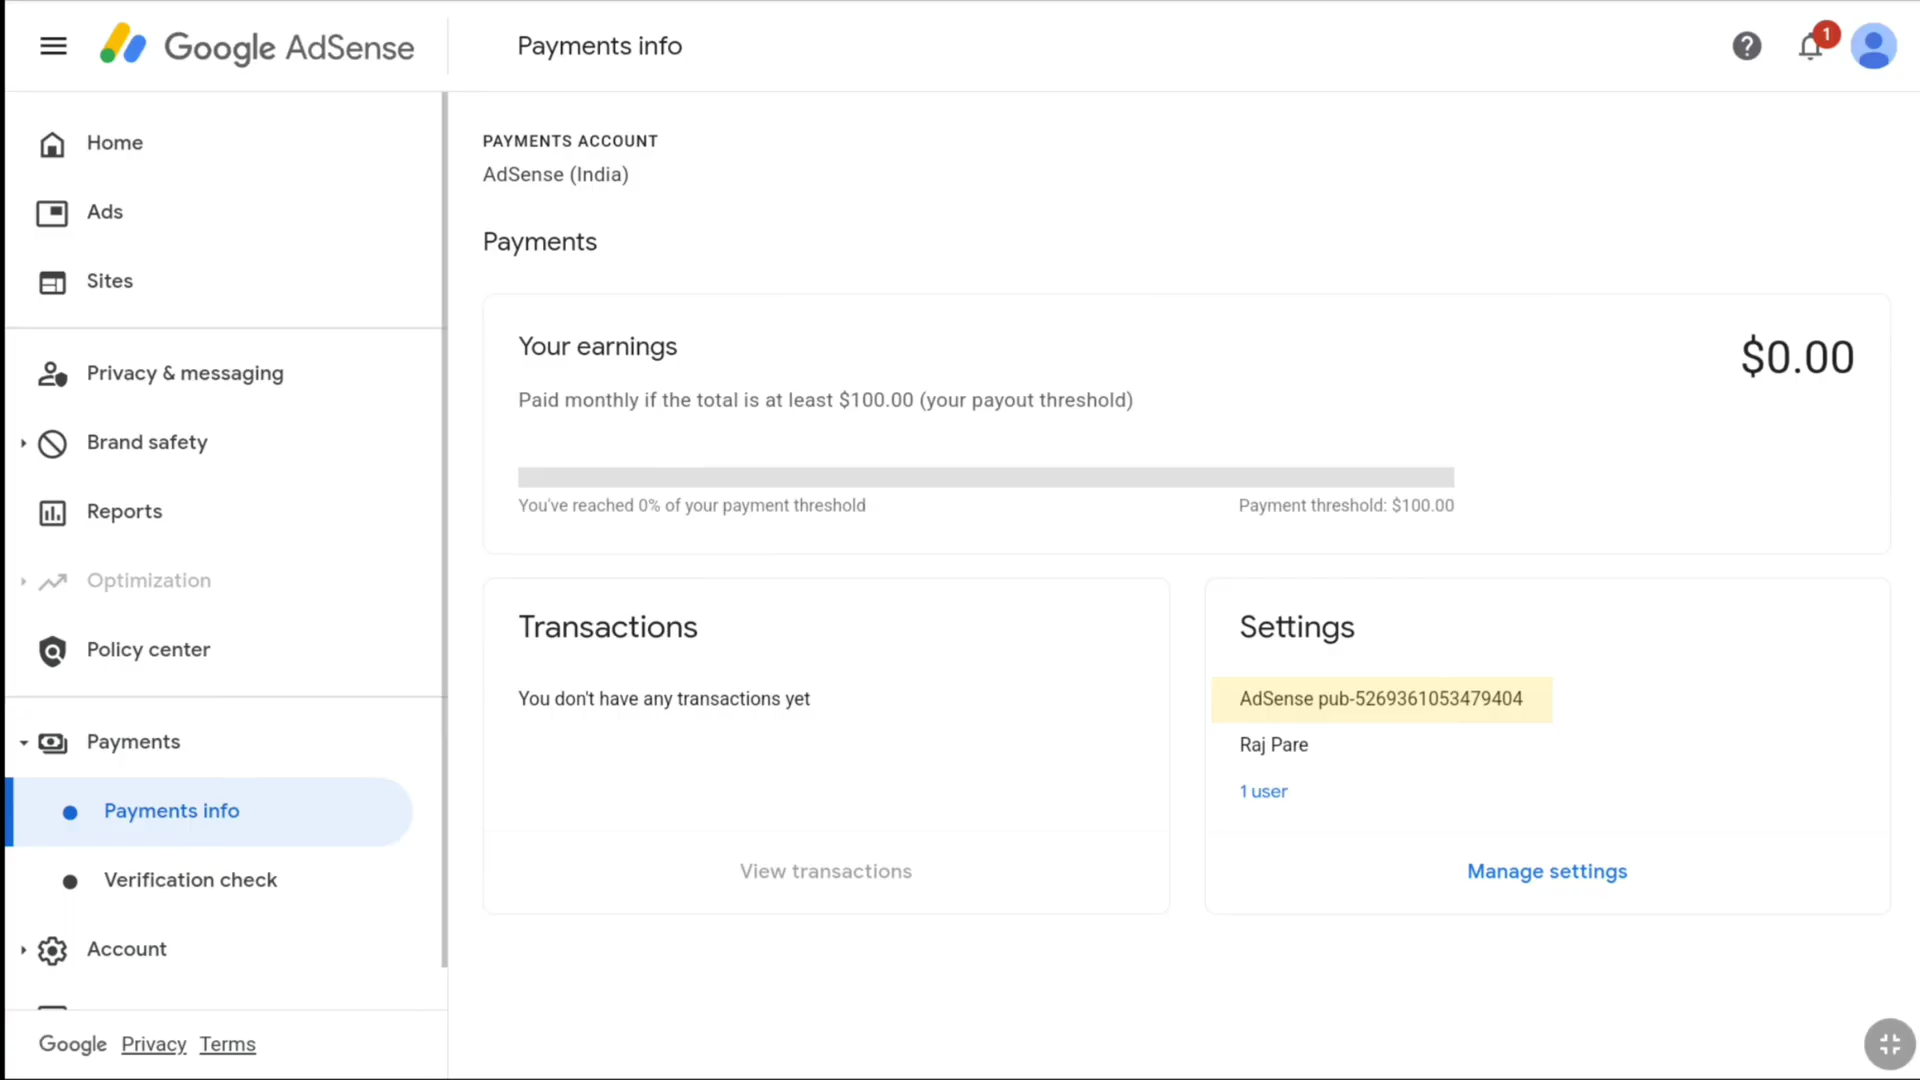 Google AdSense
Payments info
1
Home
Ads
Sites
Privacy & messaging
Brand safety
Reports
Optimization
Policy center
Payments
Payments info
Verification check
Account
Google Privacy Terms
PAYMENTS ACCOUNT
AdSense (India)
Payments
Your earnings
$0.00
Paid monthly if the total is at least $100.00 (your payout threshold)
You've reached 0% of your payment threshold
Payment threshold: $100.00
Transactions
You don't have any transactions yet
View transactions
Settings
AdSense pub-5269361053479404
Raj Pare
1 user
Manage settings